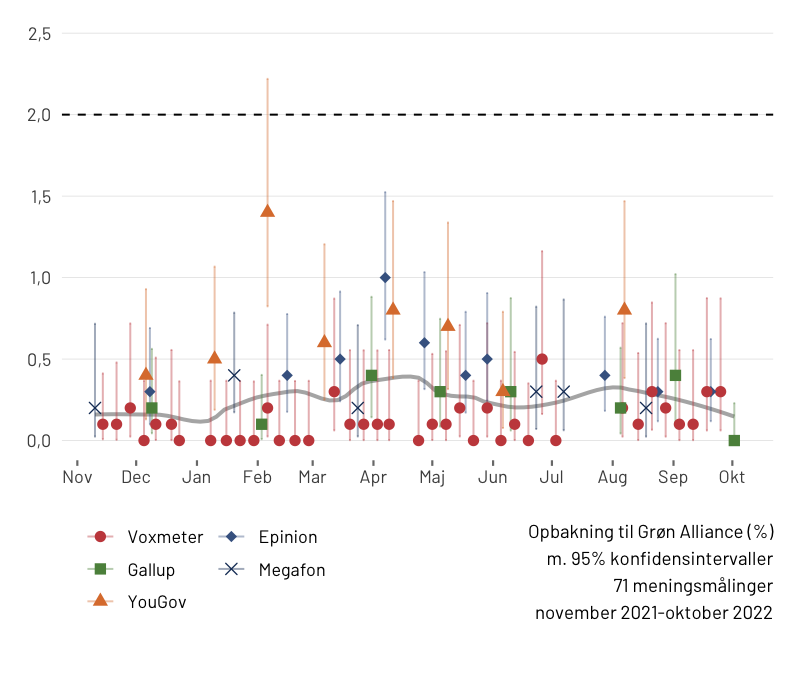 2,5
2,0
1,5
1,0
0,5
0,0
Nov Dec Jan Feb Mar Apr Maj Jun Jul Aug Sep Okt
Voxmeter Epinion
Gallup Megafon
YouGov
Opbakning til Grøn Alliance (%)
m. 95% konfidensintervaller
71 meningsmålinger
november 2021-oktober 2022